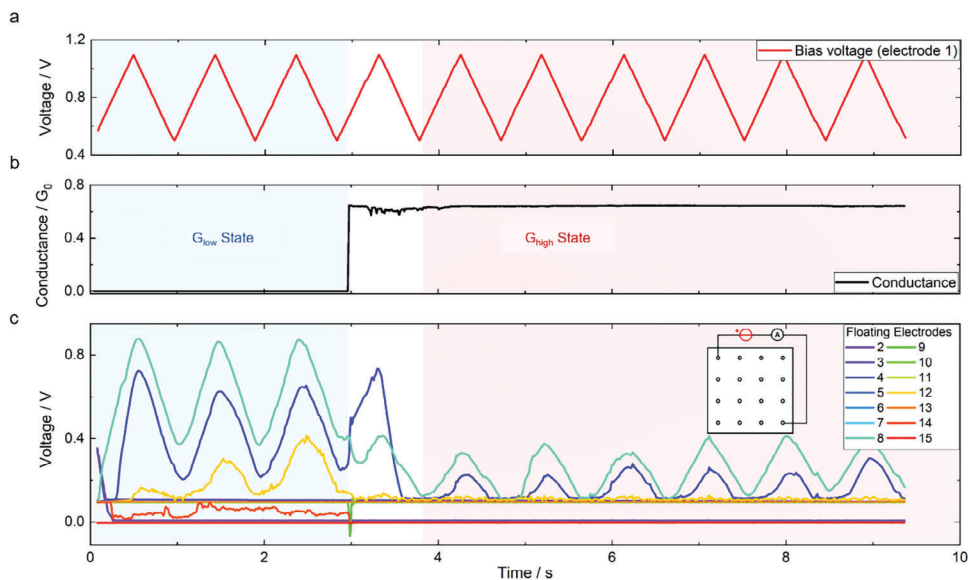 a
1.2
Bias voltage (electrode 1)
Voltage / V
0.8
0.4
b
0.8
Conductance / G0
0.4
Glow State
Ghigh State
0.0
Conductance
c
Floating Electrodes
+
A
2 9
3 10
4 11
5 12
6 13
7 14
8 15
0.8
Voltage / V
0.4
0.0
0 2 4 6 8 10
Time / s